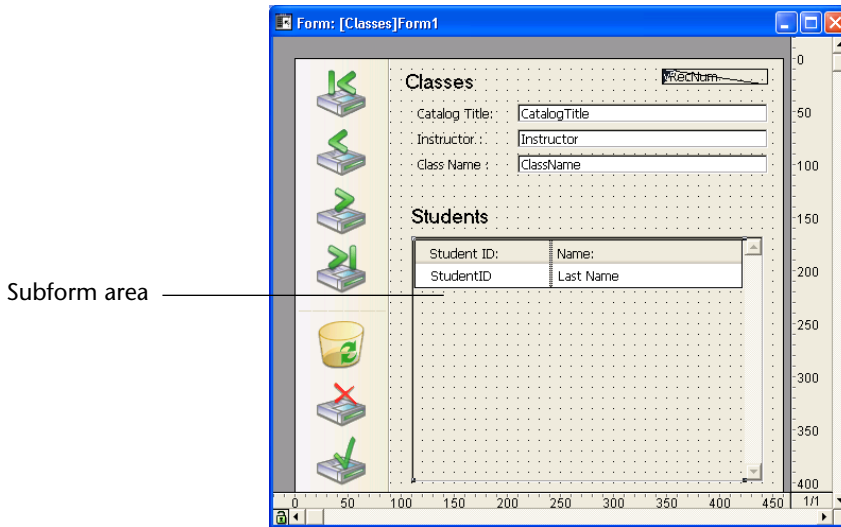 Form: [Classes]Form1
Classes
vRecNum
Catalog Title: CatalogTitle
Instructor : Instructor
Class Name : ClassName
Students
Student ID: Name:
StudentID Last Name
Subform area
0
50
100
150
200
250
300
350
400
0 50 100 150 200 250 300 350 400 450 1/1